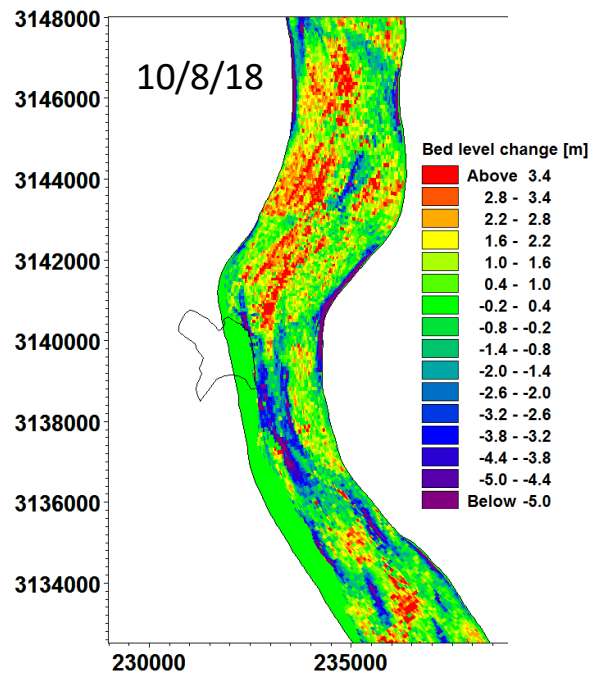 3148000
10/8/18
3146000
3144000
3142000
3140000
3138000
3136000
3134000
230000
235000
Bed level change [m]
Above 3.4
2.8 - 3.4
2.2 - 2.8
1.6 - 2.2
1.0 - 1.6
0.4 - 1.0
-0.2 - 0.4
-0.8 - -0.2
-1.4 - -0.8
-2.0 - -1.4
-2.6 - -2.0
-3.2 - -2.6
-3.8 - -3.2
-4.4 - -3.8
-5.0 - -4.4
Below -5.0